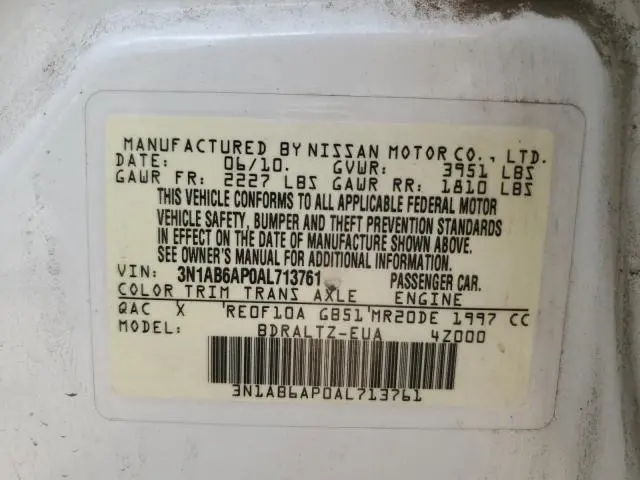 MANUFACTURED BY NISSAN MOTOR CO., LTD.
DATE: 06/10. GVWR: 3951 LBS
GAWR FR: 2227 LBS GAWR RR: 1810 LBS
THIS VEHICLE CONFORMS TO ALL APPLICABLE FEDERAL MOTOR
VEHICLE SAFETY, BUMPER AND THEFT PREVENTION STANDARDS
IN EFFECT ON THE DATE OF MANUFACTURE SHOWN ABOVE.
SEE OWNER'S MANUAL FOR ADDITIONAL INFORMATION
VIN: 3N1AB6AP0AL713761 PASSENGER CAR.
COLOR TRIM TRANS AXLE ENGINE
QAC X 'RE0F10A GB51'MR20DE 1997 CC
MODEL: BDRALTZ-EUA 4Z000
3N1AB6AP0AL713761